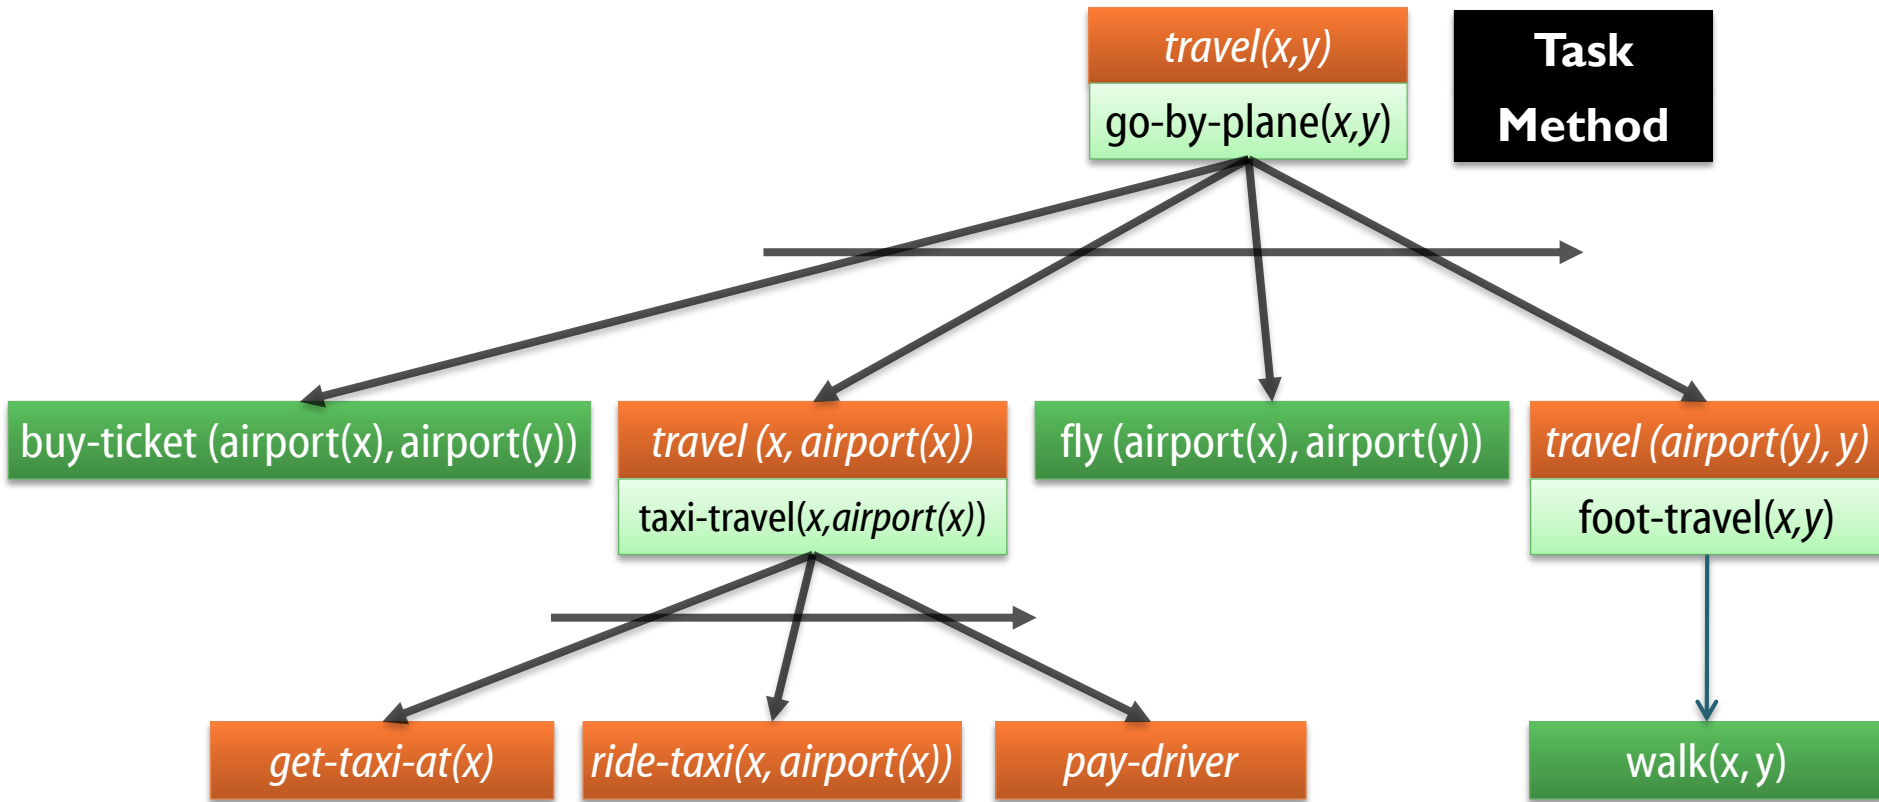 travel(x,y)
Task
go-by-plane(x,y)
Method
buy-ticket (airport(x), airport(y))
travel (x, airport(x))
fly (airport(x), airport(y))
travel (airport(y), y)
taxi-travel(x,airport(x))
foot-travel(x,y)
get-taxi-at(x)
ride-taxi(x, airport(x))
pay-driver
walk(x, y)